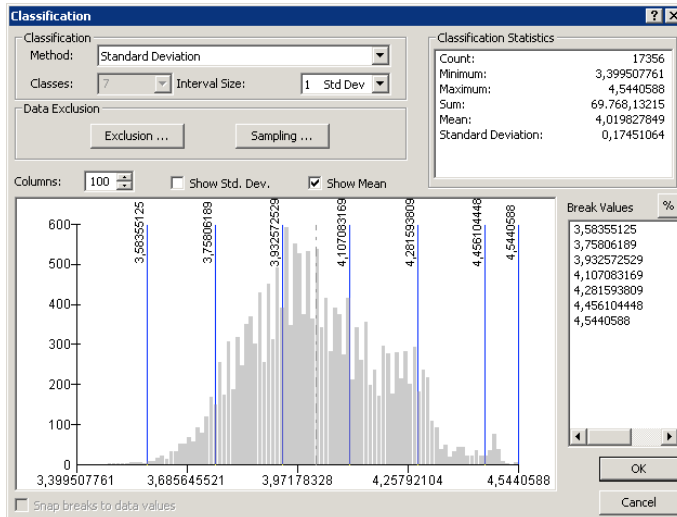 Classification
Classification
Method: Standard Deviation
Classes: 7 Interval Size: 1 Std Dev
Data Exclusion
Exclusion ... Sampling ...
Classification Statistics
Count: 17356
Minimum: 3,399507761
Maximum: 4,5440588
Sum: 69.768,13215
Mean: 4,019827849
Standard Deviation: 0,17451064
Columns: 100 Show Std. Dev. Show Mean
600
500
400
300
200
100
0
3,58355125
3,75806189
3,932572529
4,107083169
4,281593809
4,456104448
4,5440588
3,399507761 3,685645521 3,97178328 4,25792104 4,5440588
Break Values %
3,58355125
3,75806189
3,932572529
4,107083169
4,281593809
4,456104448
4,5440588
Snap breaks to data values
OK
Cancel